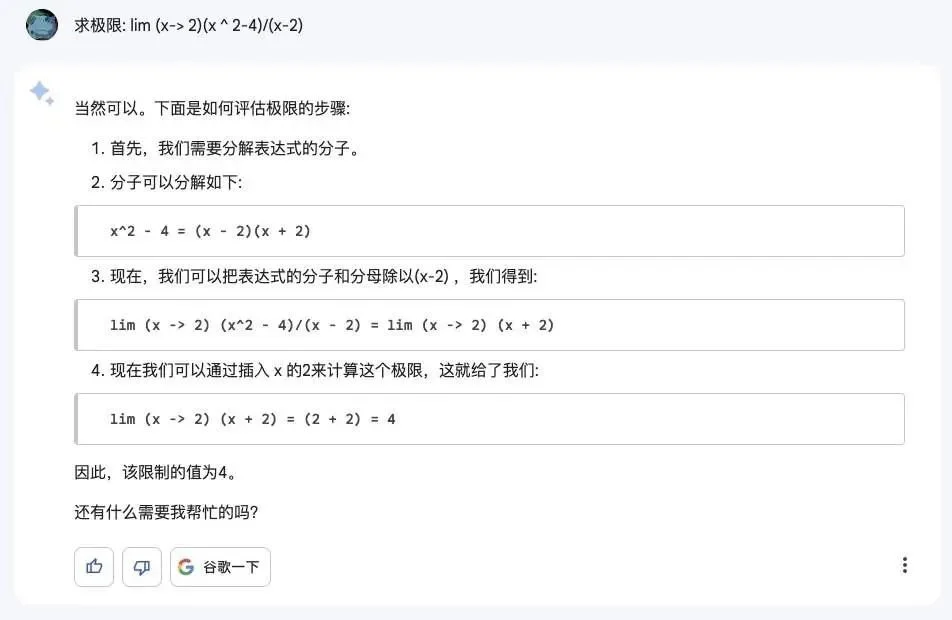 求极限: lim (x-> 2)(x ^ 2-4)/(x-2)
当然可以。下面是如何评估极限的步骤:
1. 首先，我们需要分解表达式的分子。
2. 分子可以分解如下:
x^2 - 4 = (x - 2)(x + 2)
3. 现在，我们可以把表达式的分子和分母除以(x-2) ，我们得到:
lim (x -> 2) (x^2 - 4)/(x - 2) = lim (x -> 2) (x + 2)
4. 现在我们可以通过插入 x 的2来计算这个极限，这就给了我们:
lim (x -> 2) (x + 2) = (2 + 2) = 4
因此，该限制的值为4。
还有什么需要我帮忙的吗?
谷歌一下